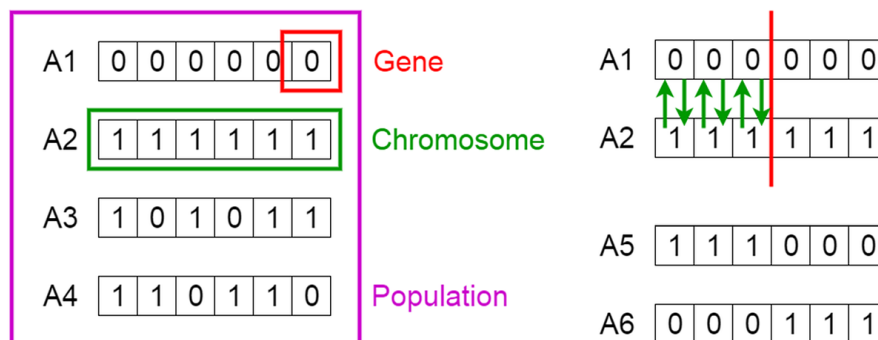 A1 0 0 0 0 0 0 Gene
A2 1 1 1 1 1 1 Chromosome
A3 1 0 1 0 1 1
A4 1 1 0 1 1 0 Population
A1 0 0 0 0 0 0
A2 1 1 1 1 1 1
A5 1 1 1 0 0 0
A6 0 0 0 1 1 1